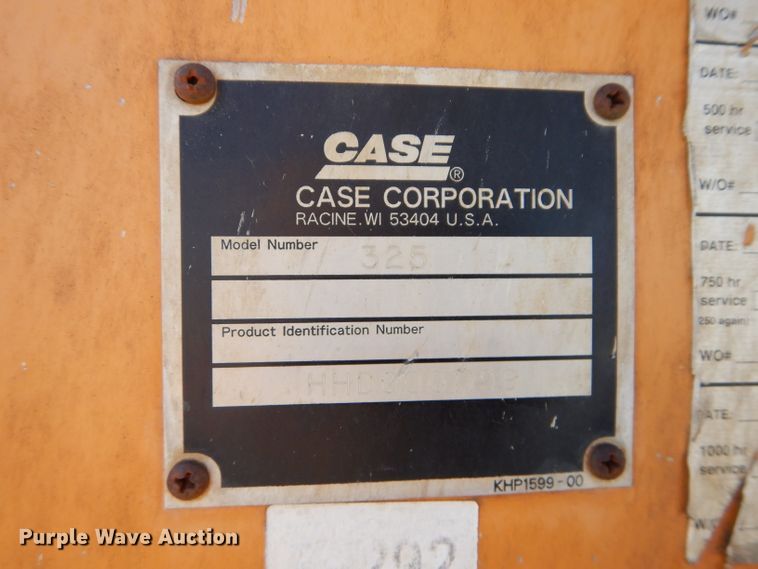 CASE
®
CASE CORPORATION
RACINE. WI 53404 U.S.A.
Model Number
325
Product Identification Number
KHP1599-00
WO#
DATE:
500 hr
service
W/O#
DATE:
750 hr
service
250 again)
WO#
DATE:
1000 hr
service
292
Purple Wave Auction®